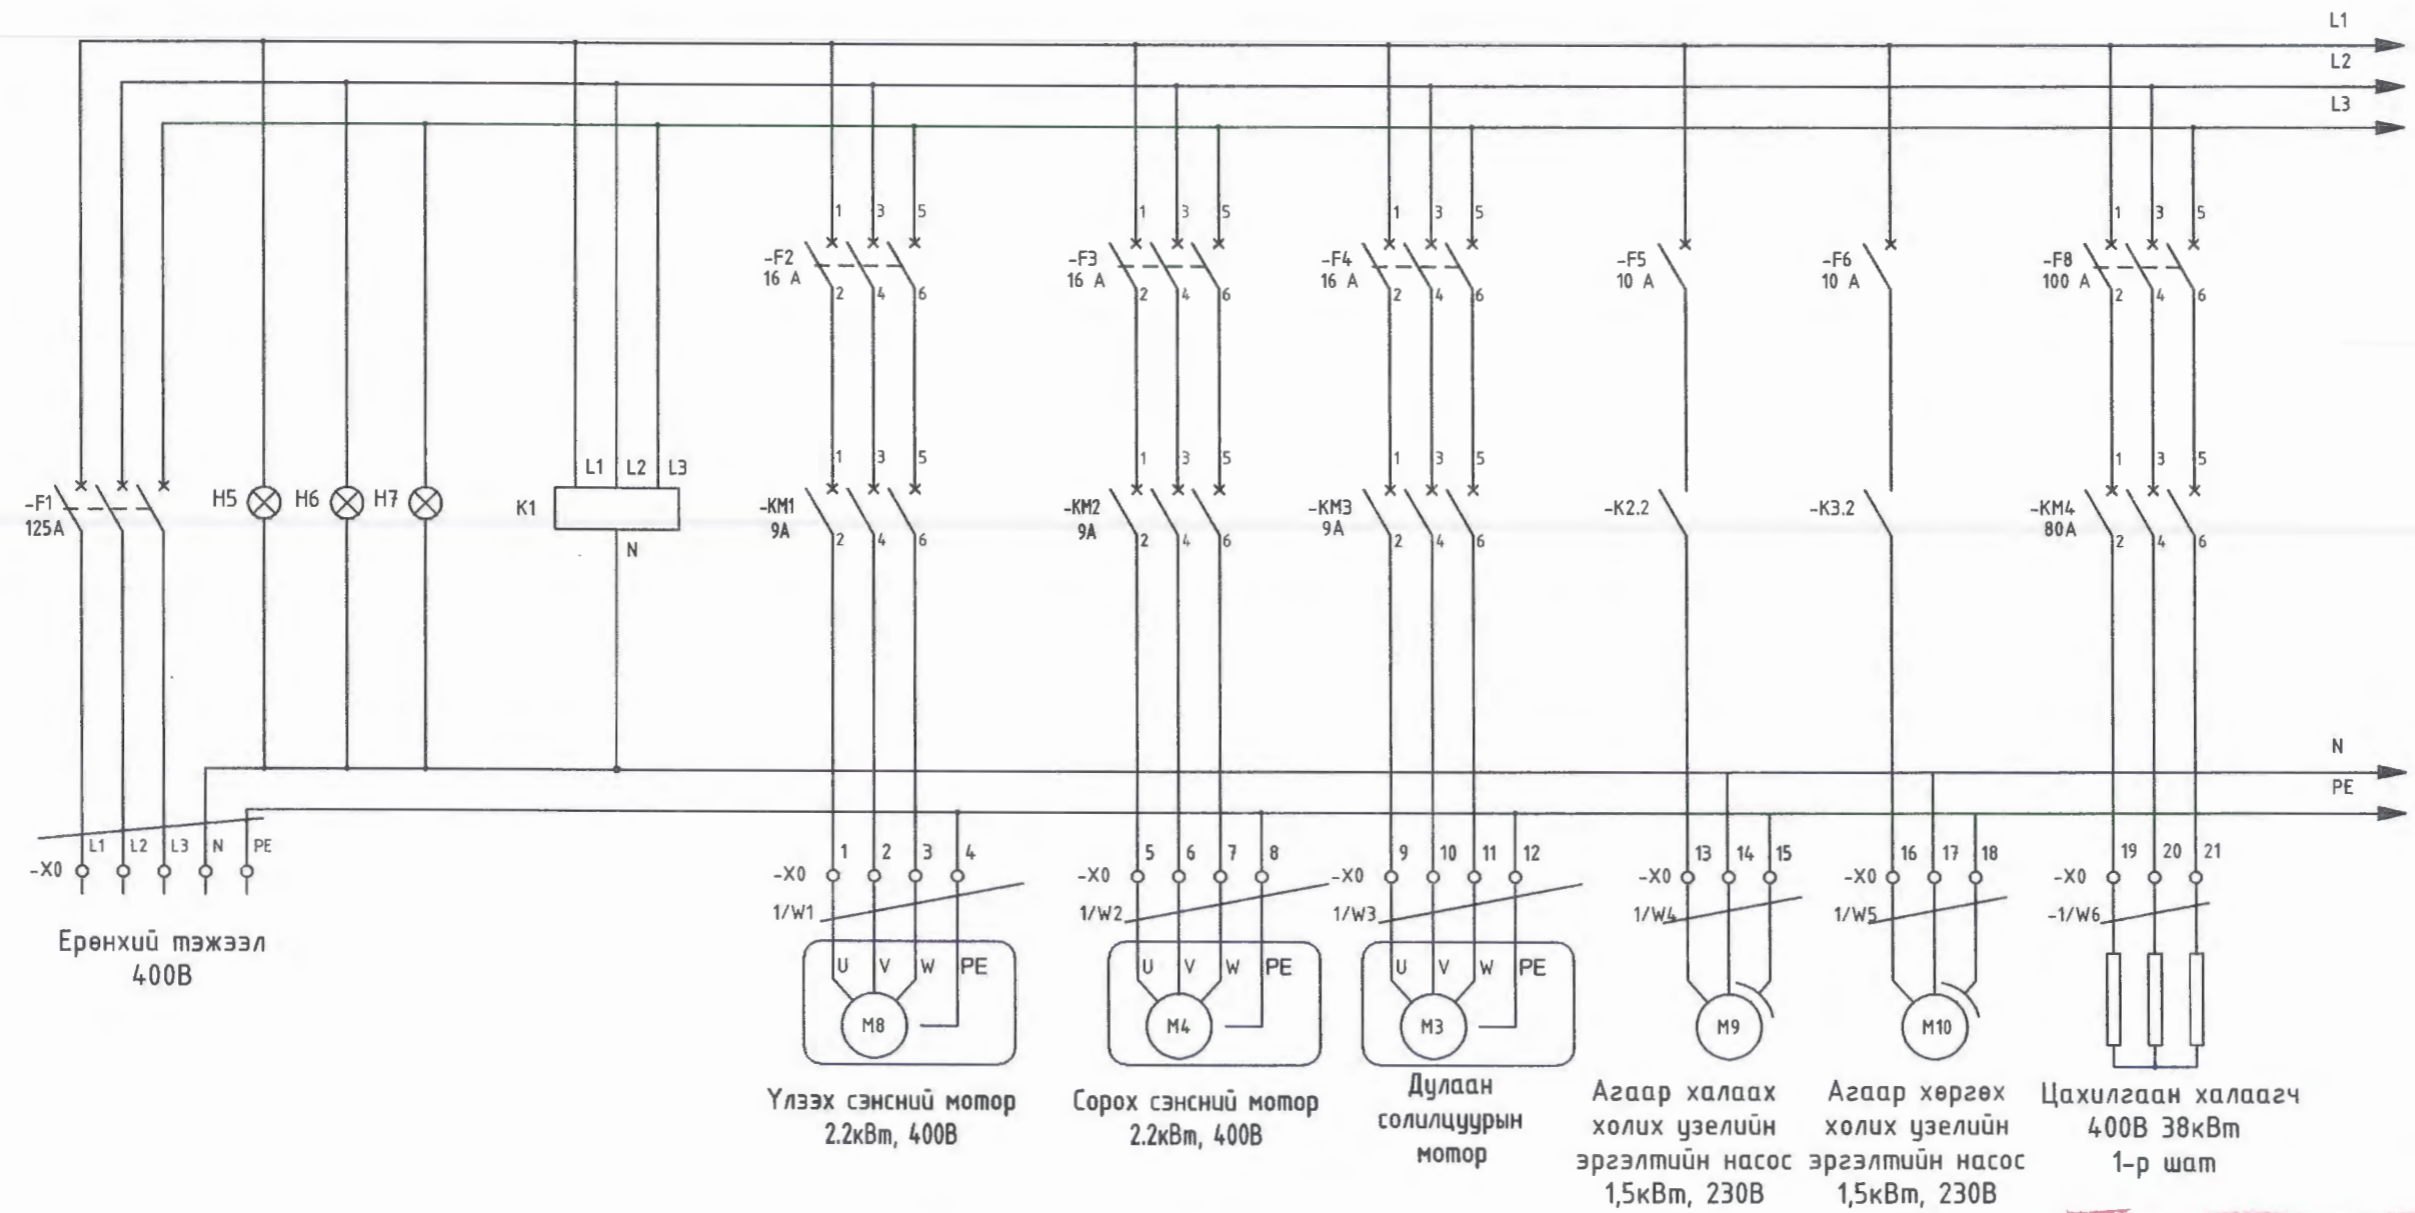 L1
L2
L3
1 3 5
1 3 5
1 3 5
1 3 5
-F2
16 A
-F3
16 A
-F4
16 A
-F5
10 A
-F6
10 A
-F8
100 A
2 4 6
2 4 6
2 4 6
2 4 6
-F1
125A
H5
H6
H7
K1
L1 L2 L3
N
1 3 5
1 3 5
1 3 5
1 3 5
-KM1
9A
-KM2
9A
-KM3
9A
-K2.2
-K3.2
-KM4
80A
2 4 6
2 4 6
2 4 6
2 4 6
N
PE
L1 L2 L3 N PE
-X0
1 2 3 4
-X0
5 6 7 8
-X0
9 10 11 12
-X0
13 14 15
-X0
16 17 18
-X0
19 20 21
-X0
1/W1
1/W2
1/W3
1/W4
1/W5
-1/W6
Ерөнхий тэжээл
400В
U V W PE
M8
U V W PE
M4
U V W PE
M3
M9
M10
Үлээх сэнсний мотор
2.2кВт, 400В
Сорох сэнсний мотор
2.2кВт, 400В
Дулаан
солилцуурын
мотор
Агаар халаах
холих узелийн
эргэлтийн насос
1,5кВт, 230В
Агаар хөргөх
холих узелийн
эргэлтийн насос
1,5кВт, 230В
Цахилгаан халаагч
400В 38кВт
1-р шат